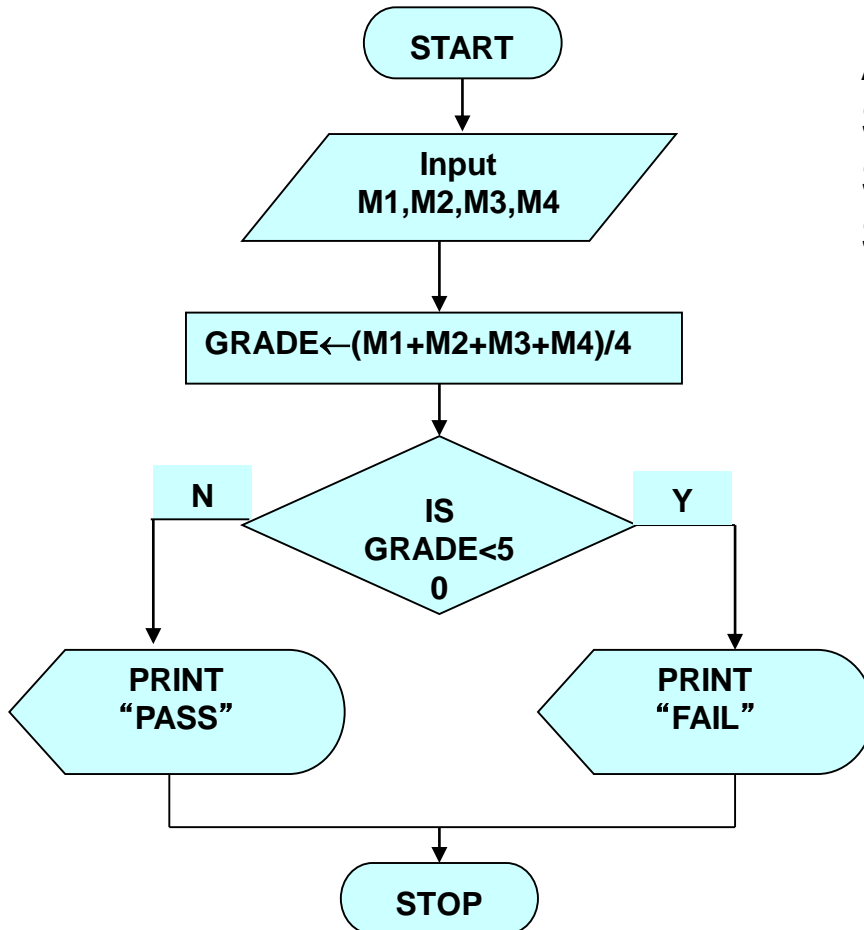 START
Input
M1,M2,M3,M4
GRADE←(M1+M2+M3+M4)/4
N
Y
IS
GRADE<5
0
PRINT
“PASS”
PRINT
“FAIL”
STOP